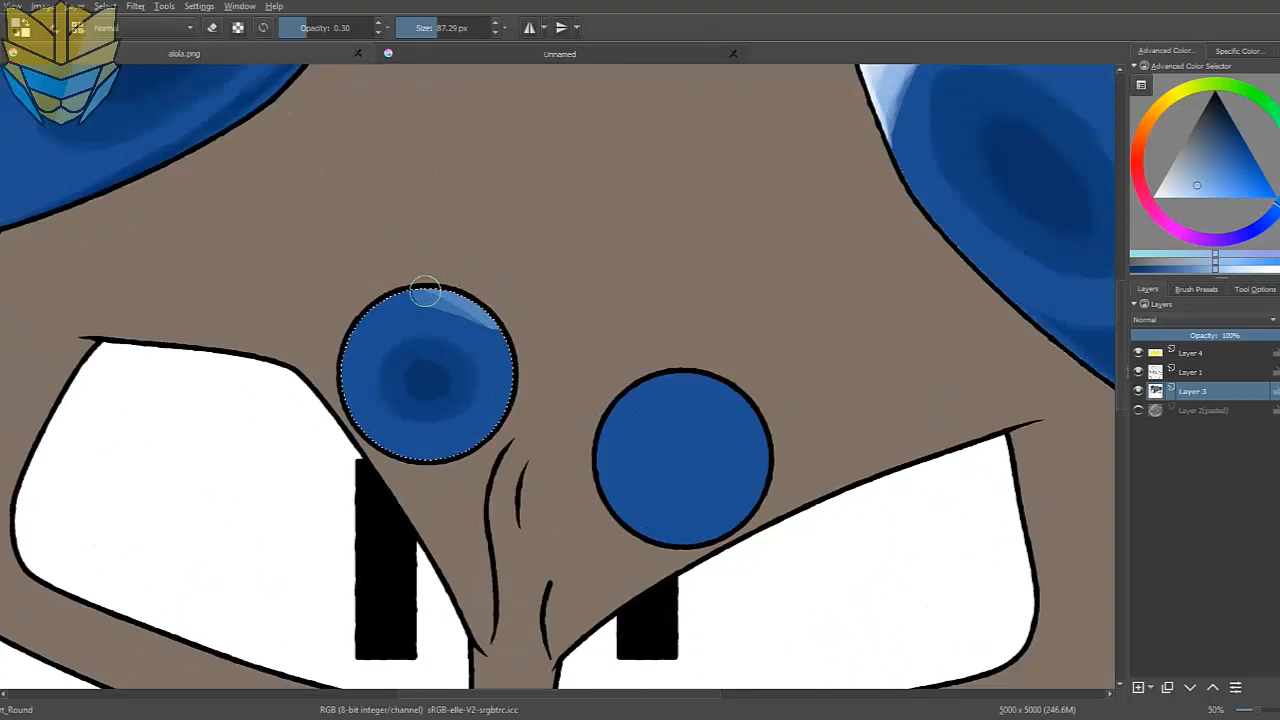 View Image Layer Select Filter Tools Settings Window Help
Normal Opacity: 0.30 Size: 87.29 px
alola.png Unnamed
Advanced Color... Specific Color...
Advanced Color Selector
Layers Brush Presets Tool Options
Layers
Normal
Opacity: 100%
Layer 4
Layer 1
Layer 3
Layer 2(pasted)
rt_Round RGB (8-bit integer/channel) sRGB-elle-V2-srgbtrc.icc 5000 x 5000 (246.6M) 50%